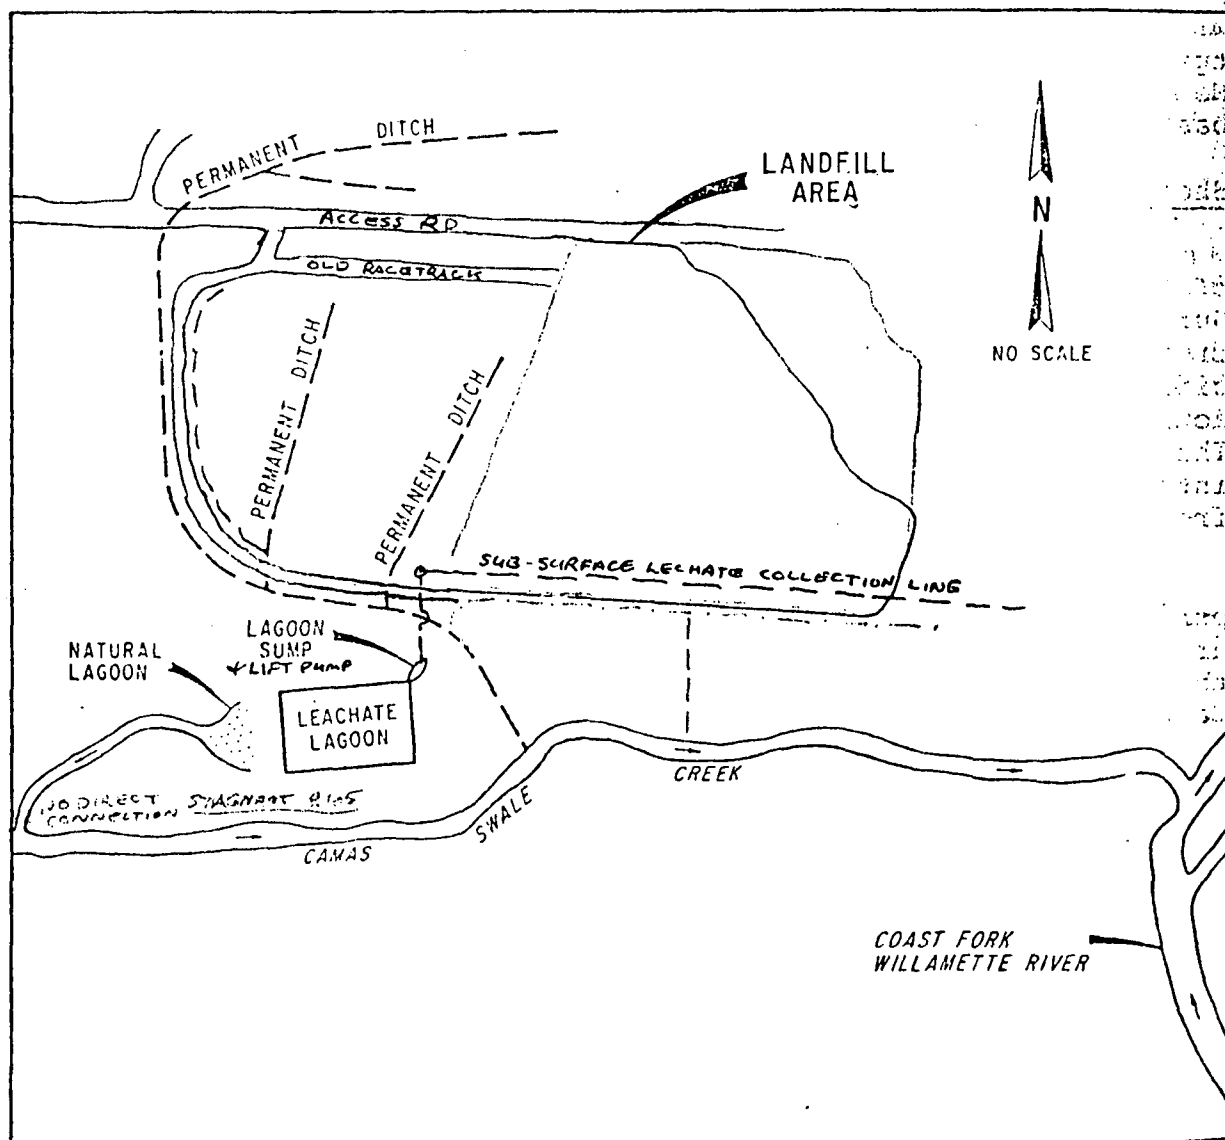 PERMANENT DITCH
LANDFILL
AREA
ACCESS RD
N
OLD RACETRACK
NO SCALE
PERMANENT DITCH
PERMANENT DITCH
SUB-SURFACE LECHATE COLLECTION LINE
LAGOON
SUMP
& LIFT PUMP
NATURAL
LAGOON
LEACHATE
LAGOON
CREEK
NO DIRECT STAGNANT
CONNECTION
SWALE
CAMAS
COAST FORK
WILLAMETTE RIVER